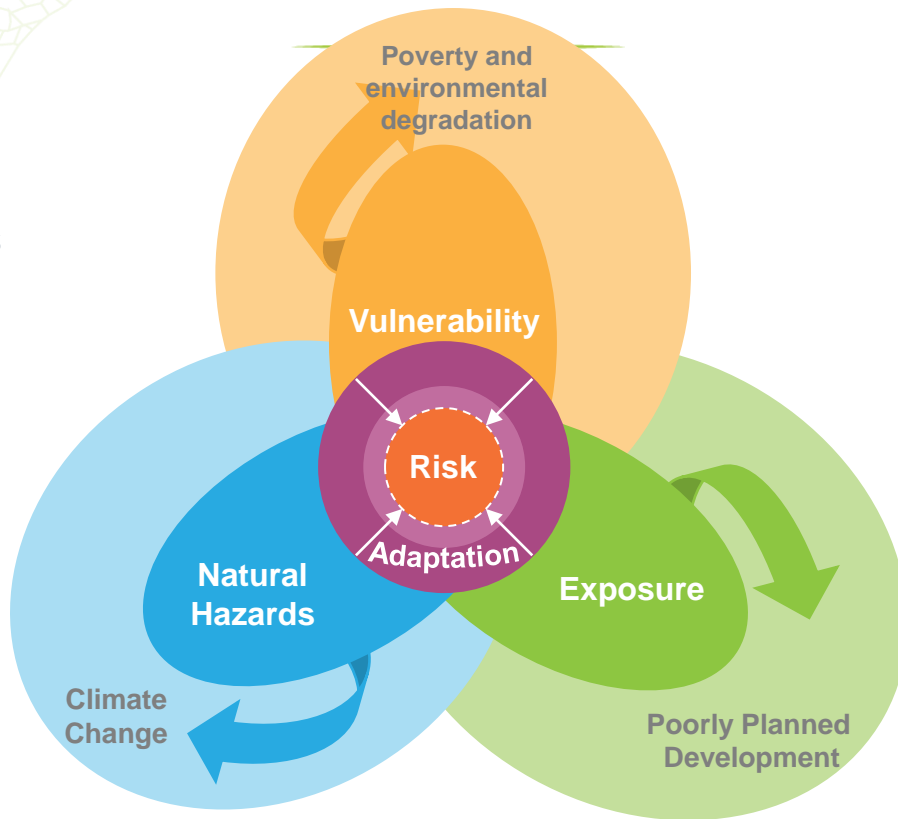 Poverty and
environmental
degradation
Vulnerability
Risk
Adaptation
Natural
Hazards
Exposure
Climate
Change
Poorly Planned
Development